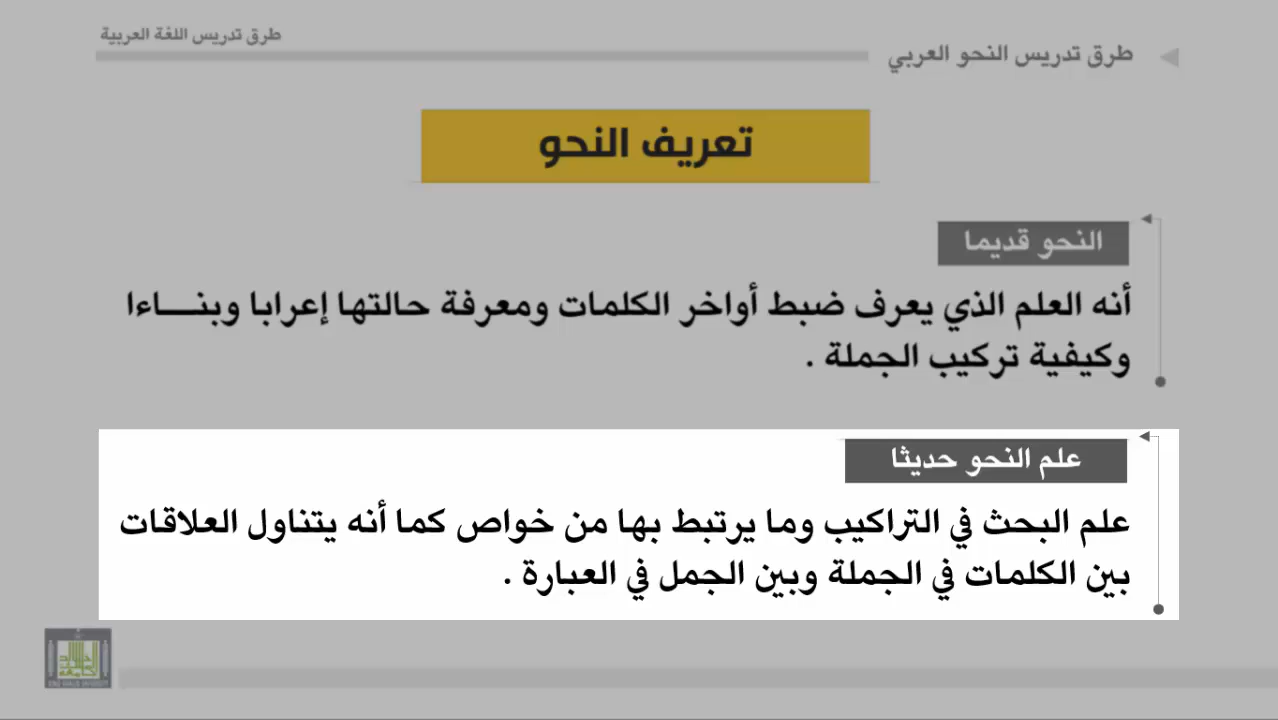 طرق تدريس اللغة العربية
طرق تدريس النحو العربي
تعريف النحو
النحو قديما
أنه العلم الذي يعرف ضبط أواخر الكلمات ومعرفة حالتها إعرابا وبنـــاءا
وكيفية تركيب الجملة .
علم النحو حديثا
علم البحث في التراكيب وما يرتبط بها من خواص كما أنه يتناول العلاقات
بين الكلمات في الجملة وبين الجمل في العبارة .